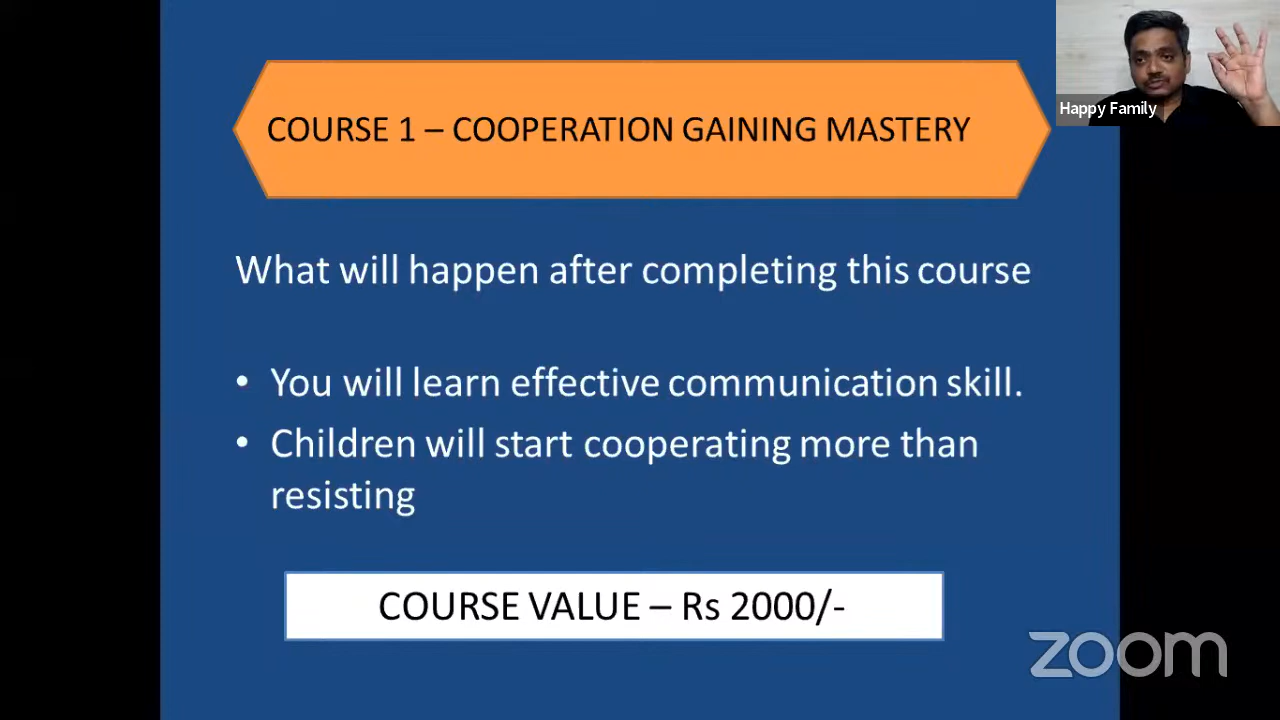 COURSE 1 – COOPERATION GAINING MASTERY
Happy Family
What will happen after completing this course
• You will learn effective communication skill.
• Children will start cooperating more than
resisting
COURSE VALUE – Rs 2000/-
zoom